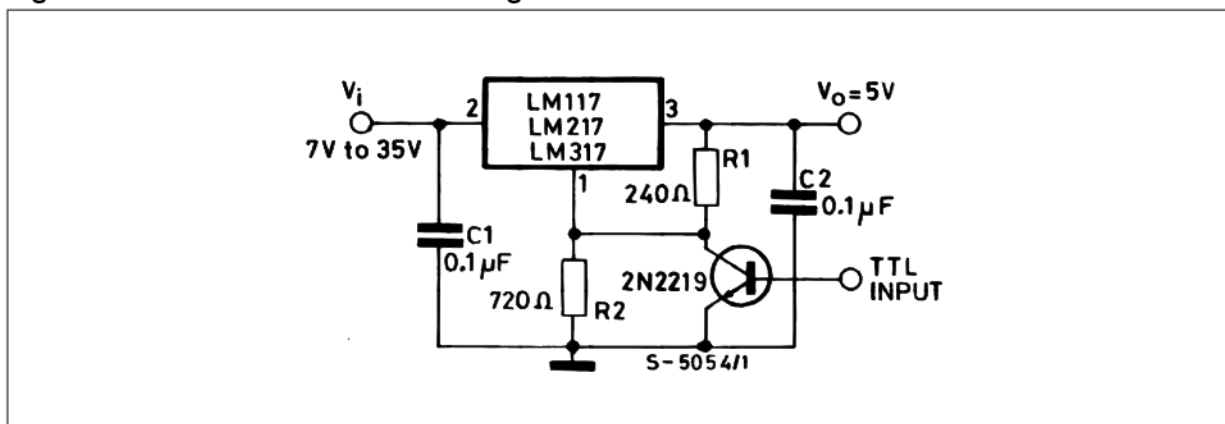 Vi
7V to 35V
2
LM117
LM217
LM317
3
1
Vo=5V
R1
240Ω
C2
0.1µF
C1
0.1µF
720Ω
R2
2N2219
TTL
INPUT
S-5054/1